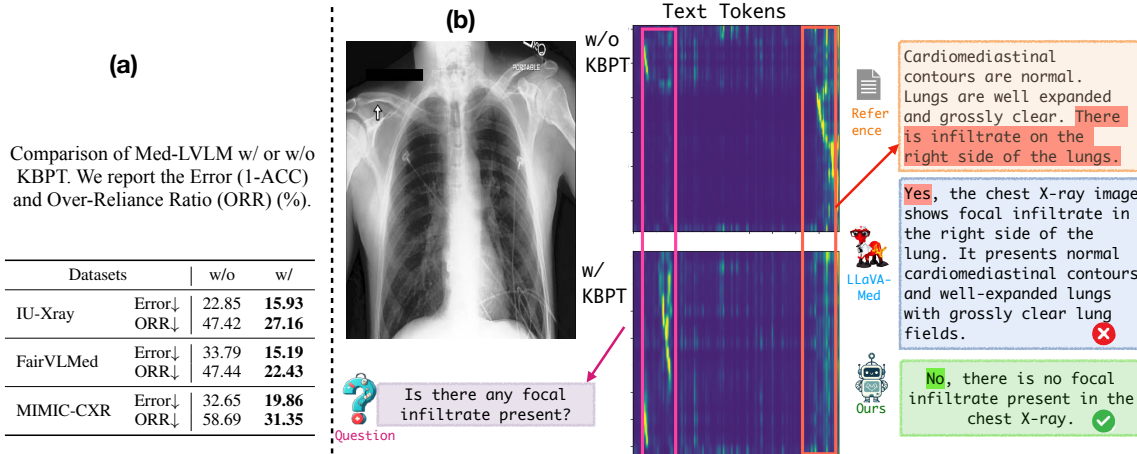 (a)
Comparison of Med-LVLM w/ or w/o
KBPT. We report the Error (1-ACC)
and Over-Reliance Ratio (ORR) (%).
Datasets w/o w/
IU-Xray Error↓ 22.85 15.93
ORR↓ 47.42 27.16
FairVLMed Error↓ 33.79 15.19
ORR↓ 47.44 22.43
MIMIC-CXR Error↓ 32.65 19.86
ORR↓ 58.69 31.35
(b)
PORTABLE
Question
Is there any focal
infiltrate present?
Text Tokens
w/o
KBPT
w/
KBPT
Refer
ence
Cardiomediastinal
contours are normal.
Lungs are well expanded
and grossly clear. There
is infiltrate on the
right side of the lungs.
LLaVA-
Med
Yes, the chest X-ray image
shows focal infiltrate in
the right side of the
lung. It presents normal
cardiomediastinal contours
and well-expanded lungs
with grossly clear lung
fields.
Ours
No, there is no focal
infiltrate present in the
chest X-ray.